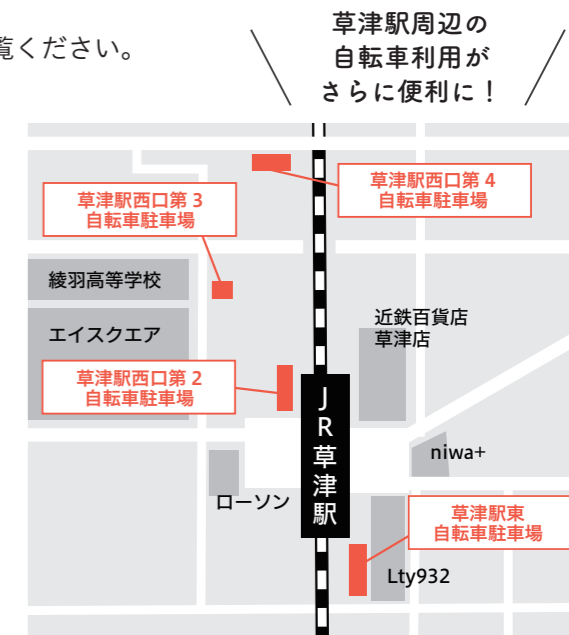 覧ください。
草津駅周辺の
自転車利用が
さらに便利に！
草津駅西口第4
自転車駐車場
草津駅西口第3
自転車駐車場
綾羽高等学校
近鉄百貨店
草津店
エイスクエア
草津駅西口第2
自転車駐車場
JR草津駅
niwa+
ローソン
草津駅東
自転車駐車場
Lty932